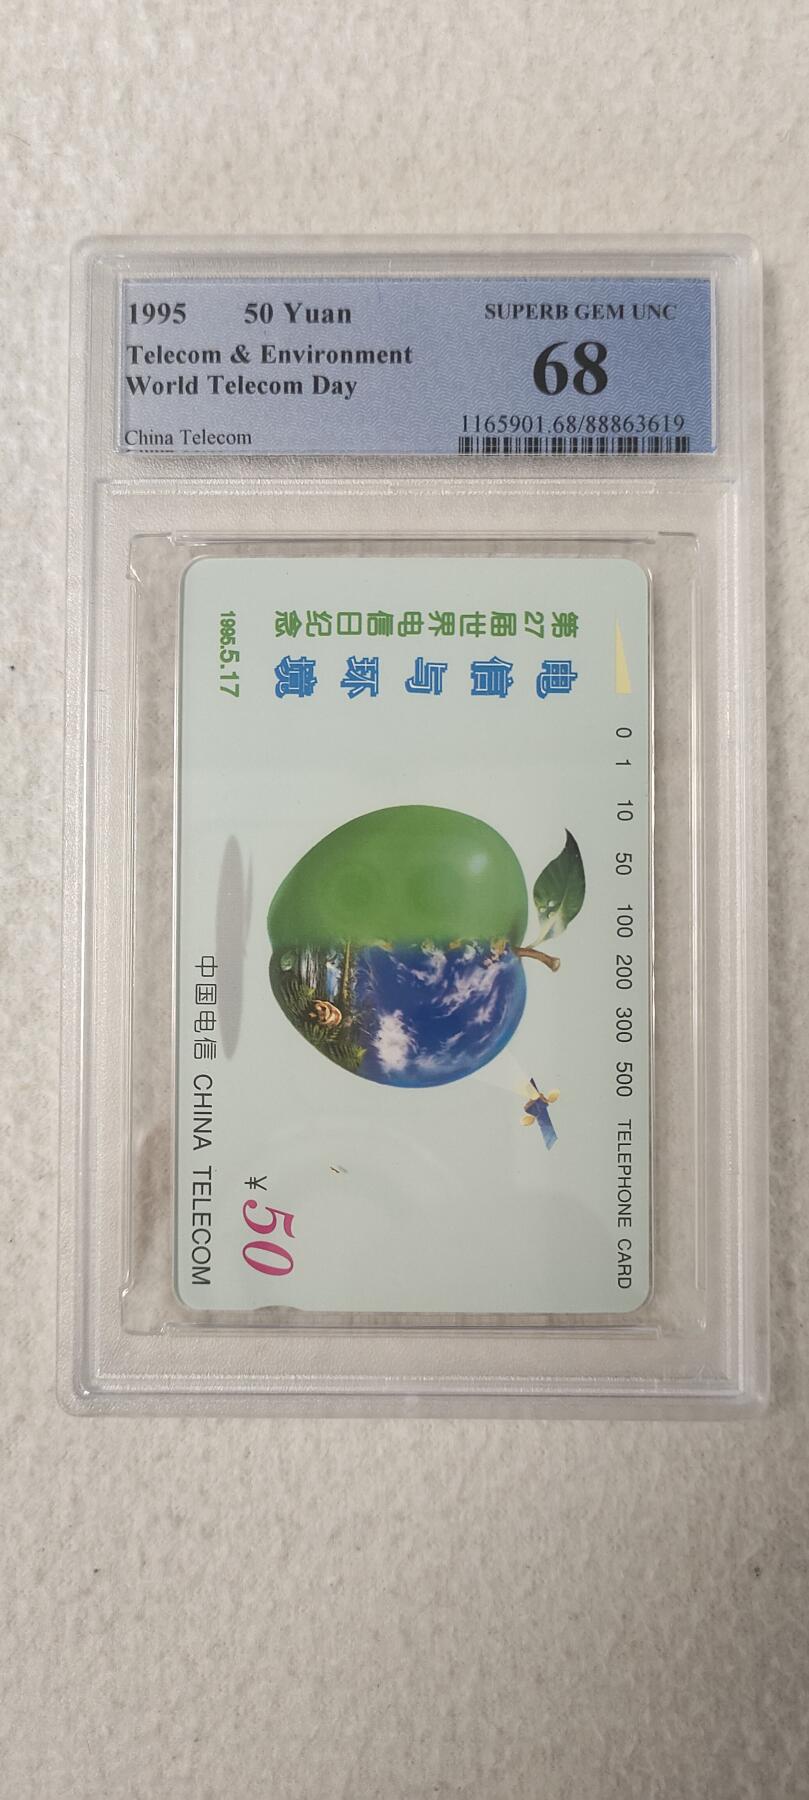 1995 50 Yuan
Telecom & Environment
World Telecom Day
China Telecom
SUPERB GEM UNC
68
1165901.68/88863619
第27届世界电信日纪念
电信与环境
1995.5.17
0 1 10 50 100 200 300 500 TELEPHONE CARD
中国电信 CHINA TELECOM
¥50